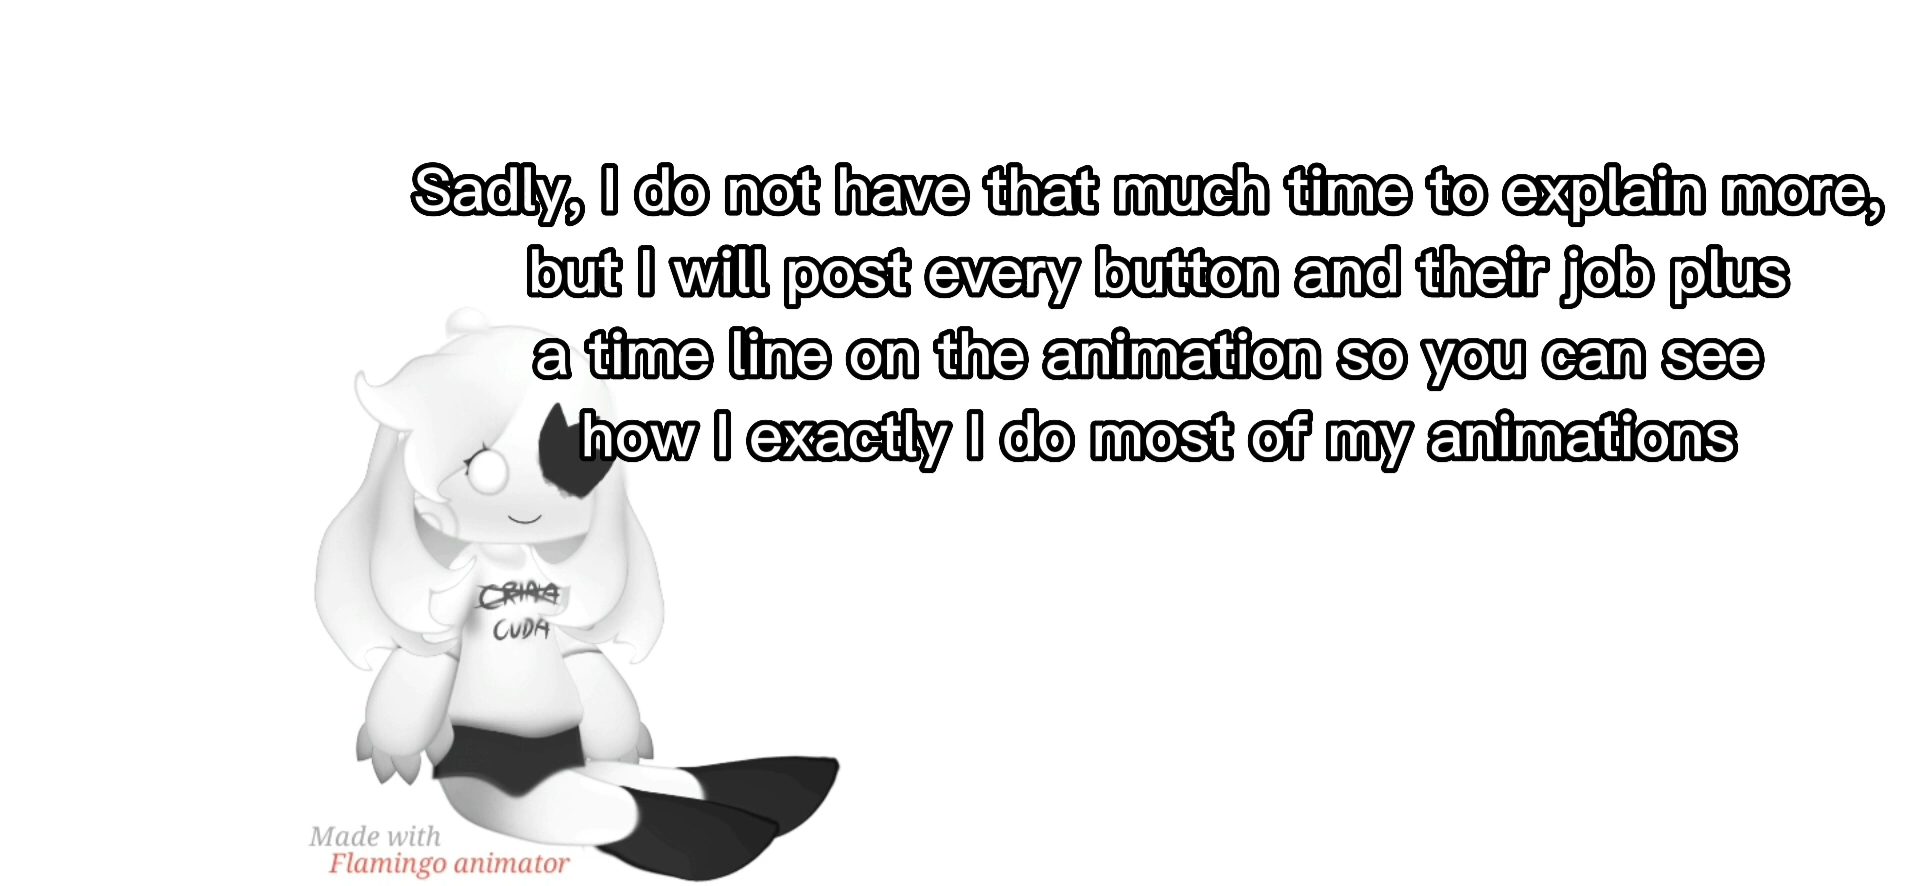 Sadly, I do not have that much time to explain more,
but I will post every button and their job plus
a time line on the animation so you can see
how I exactly I do most of my animations
CUDA
Made with
Flamingo animator